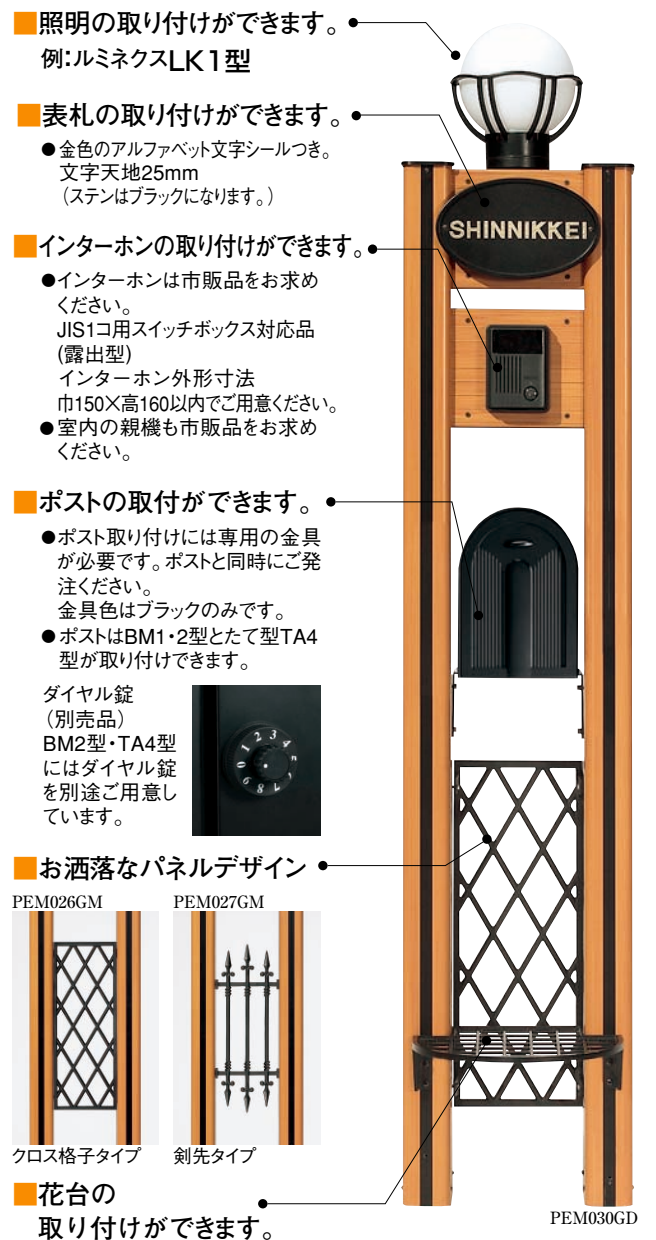 ■照明の取り付けができます。
例:ルミネクスLK1型
■表札の取り付けができます。
●金色のアルファベット文字シールつき。
文字天地25mm
(ステンはブラックになります。)
SHINNIKKEI
■インターホンの取り付けができます。
●インターホンは市販品をお求め
ください。
JIS1コ用スイッチボックス対応品
(露出型)
インターホン外形寸法
巾150×高160以内でご用意ください。
●室内の親機も市販品をお求め
ください。
■ポストの取付ができます。
●ポスト取り付けには専用の金具
が必要です。ポストと同時にご発
注ください。
金具色はブラックのみです。
●ポストはBM1・2型とたて型TA4
型が取り付けできます。
ダイヤル錠
(別売品)
BM2型・TA4型
にはダイヤル錠
を別途ご用意し
ています。
0 1 2 3 4 5 7 8 9
■お洒落なパネルデザイン
PEM026GM
PEM027GM
クロス格子タイプ
剣先タイプ
■花台の
取り付けができます。
PEM030GD